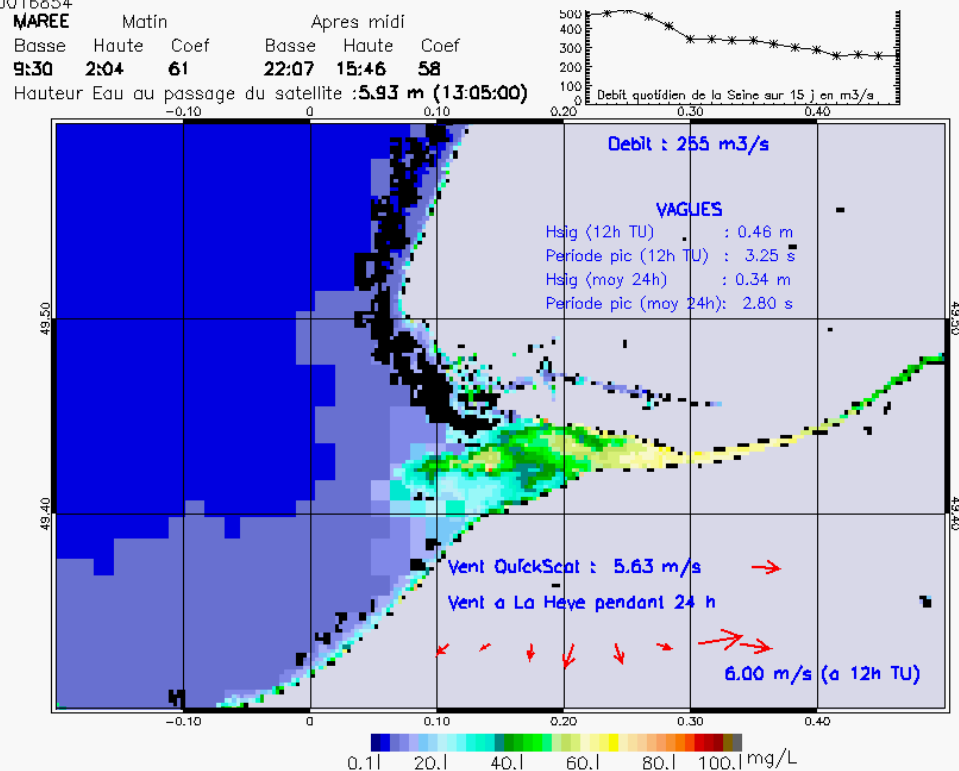 MAREE Matin Apres midi
Basse Haute Coef Basse Haute Coef
9:30 2:04 61 22:07 15:46 58
Hauteur Eau au passage du satellite :5.93 m (13:05:00)
500
400
300
200
100
0
Debit quotidien de la Seine sur 15 j en m3/s
-0.10 0 0.10 0.20 0.30 0.40
Debit : 255 m3/s
VAGUES
Hsig (12h TU) : 0.46 m
Periode pic (12h TU) : 3.25 s
Hsig (moy 24h) : 0.34 m
Periode pic (moy 24h): 2.80 s
49.50 49.50
49.40 49.40
Vent QuickScat : 5.63 m/s
Vent a La Heve pendant 24 h
6.00 m/s (a 12h TU)
-0.10 0 0.10 0.20 0.30 0.40
0.1 20.1 40.1 60.1 80.1 100.1 mg/L